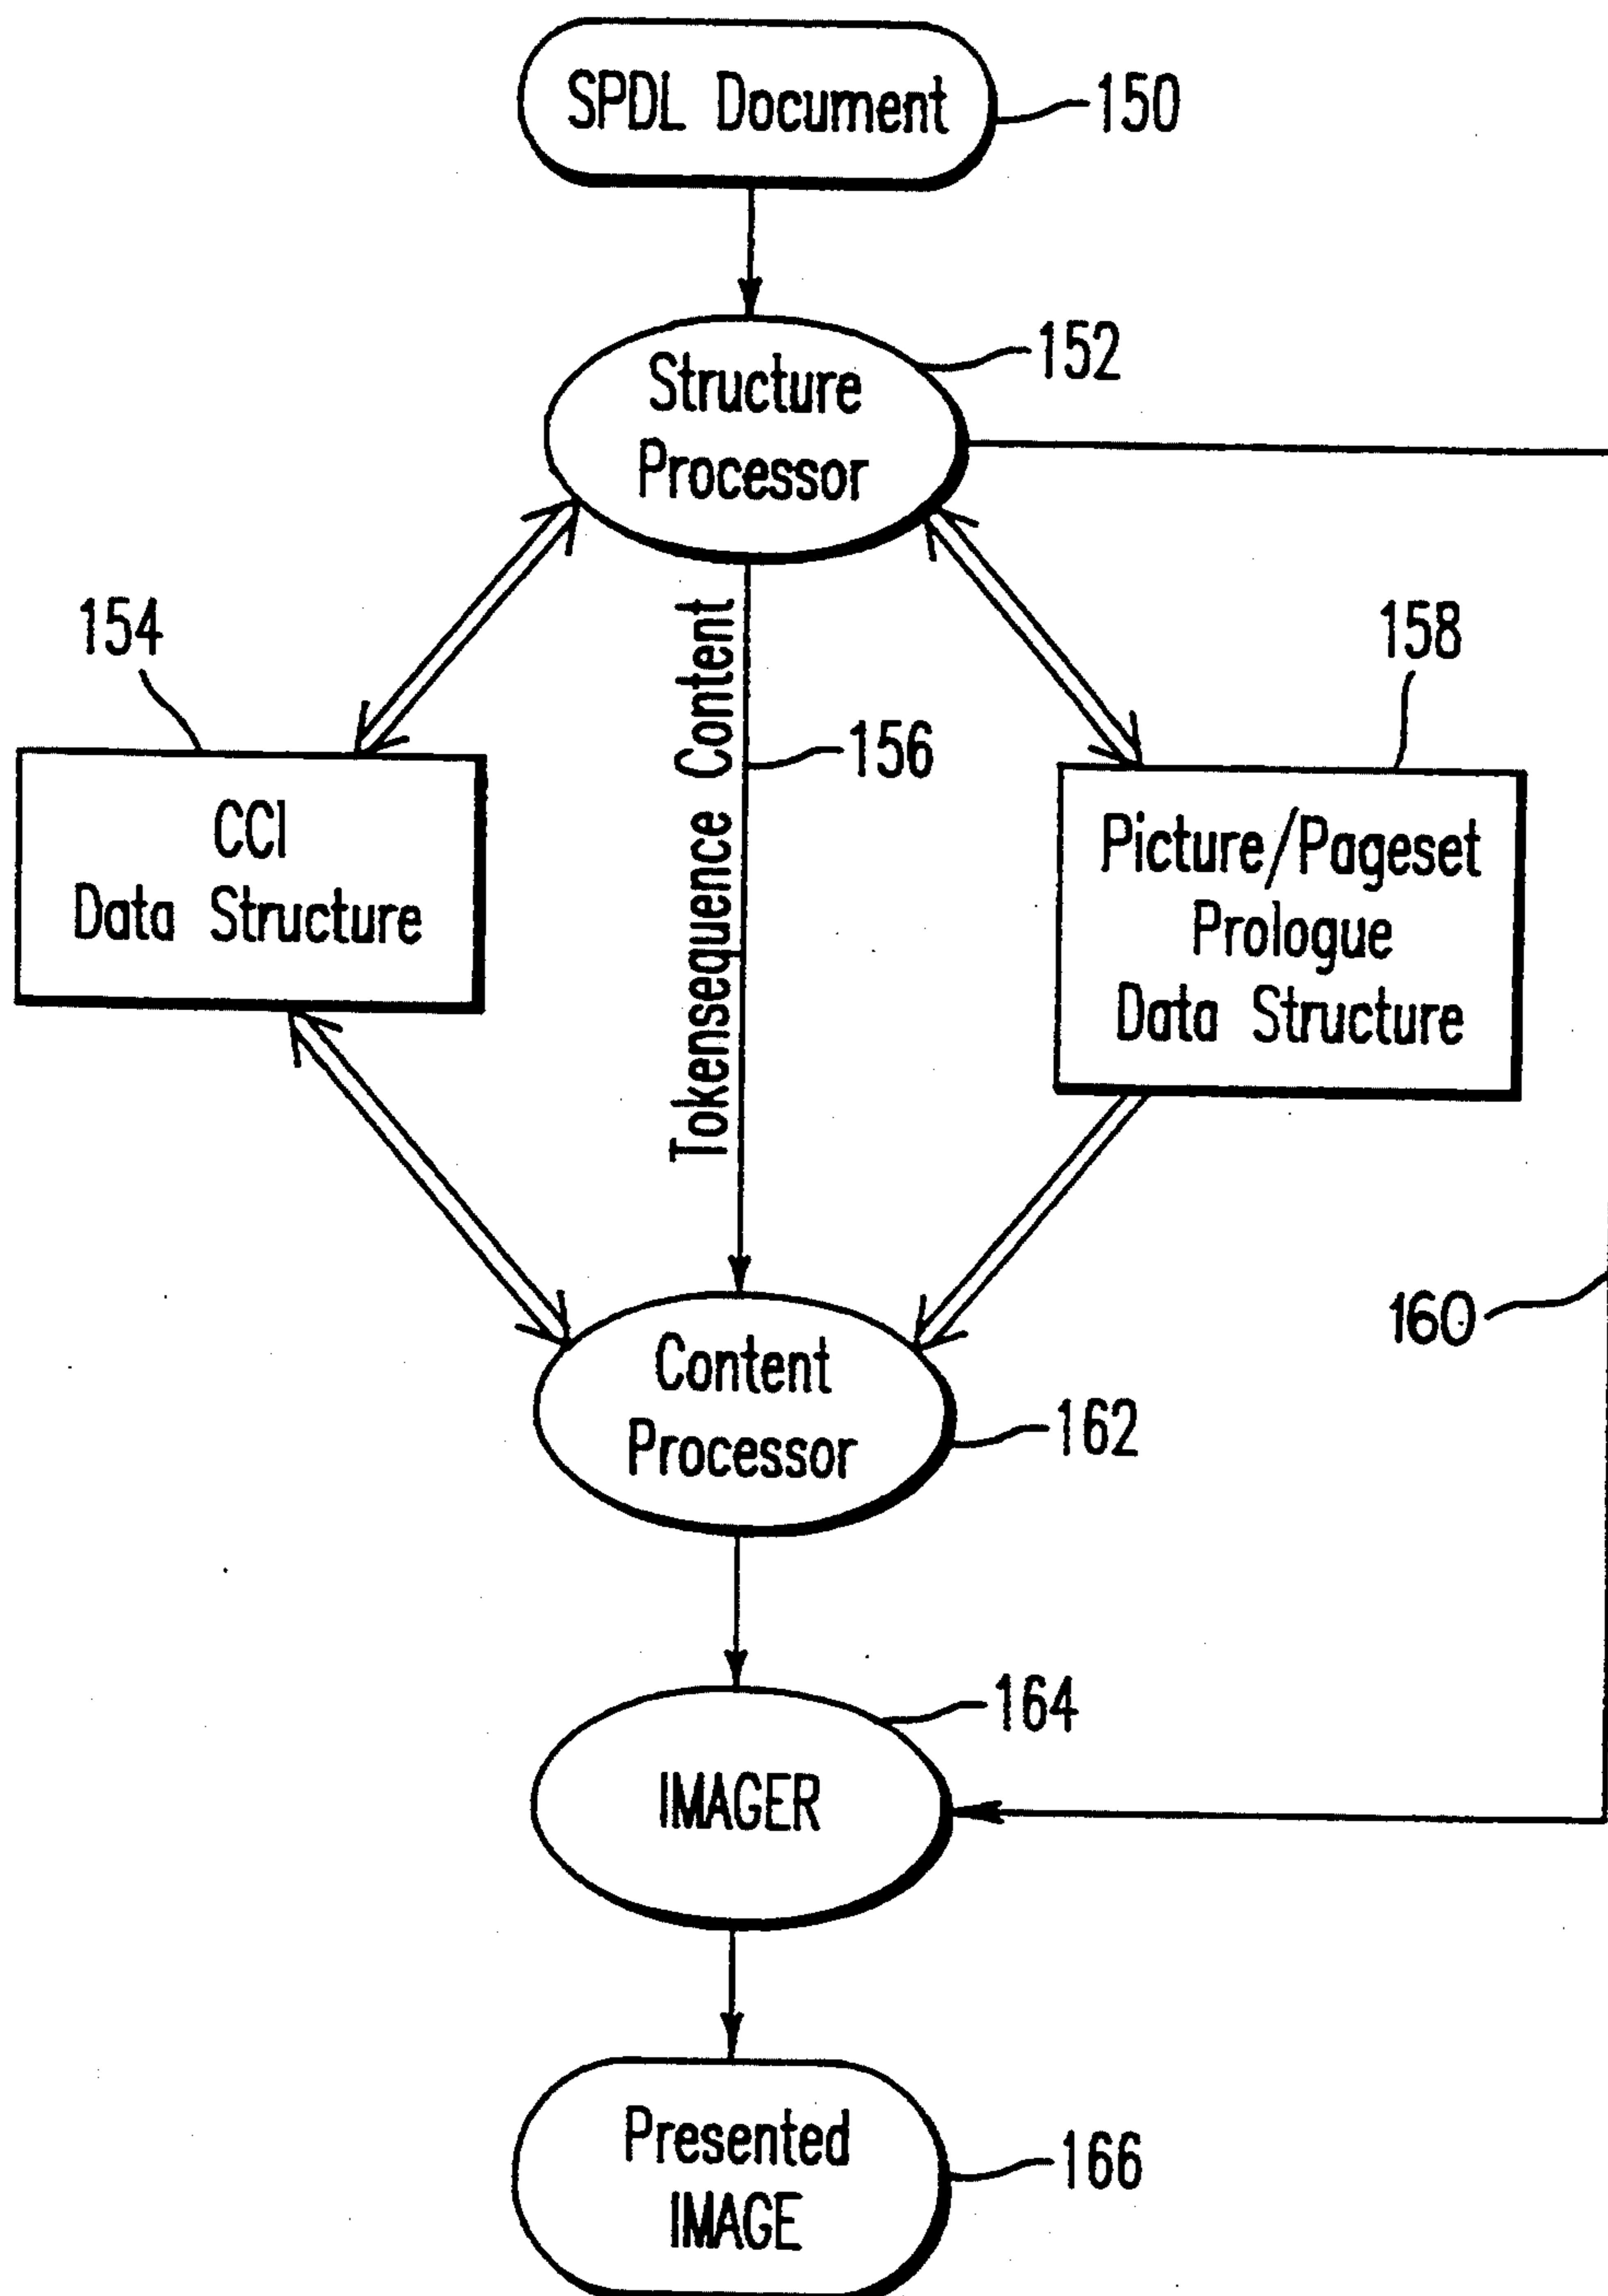 SPDL Document
150
Structure
Processor
152
154
158
Tokensequence Content
156
CCI
Data Structure
Picture/Pageset
Prologue
Data Structure
160
Content
Processor
162
164
IMAGER
Presented
IMAGE
166